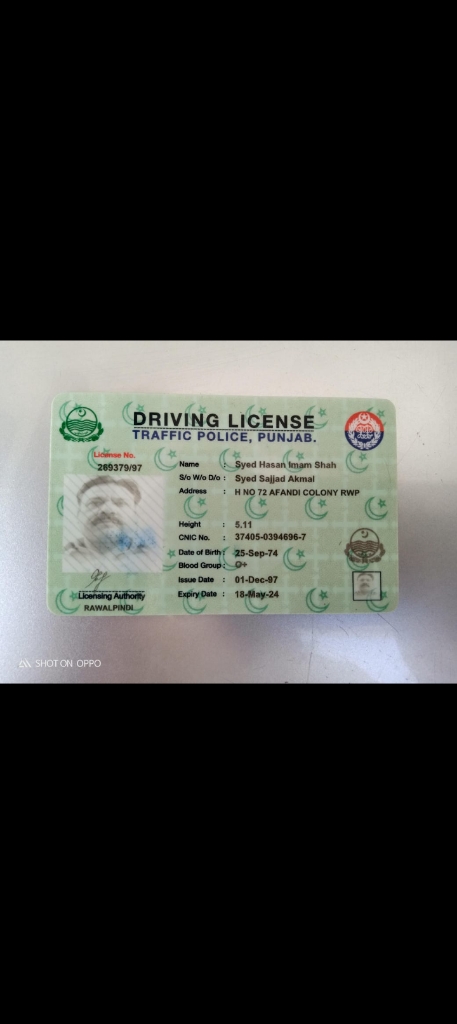 DRIVING LICENSE
TRAFFIC POLICE, PUNJAB.
License No.
269379/97
Name : Syed Hasan Imam Shah
S/o W/o D/o : Syed Sajjad Akmal
Address : H NO 72 AFANDI COLONY RWP
Height : 5.11
CNIC No. : 37405-0394696-7
Date of Birth : 25-Sep-74
Blood Group : O+
Issue Date : 01-Dec-97
Expiry Date : 18-May-24
Licensing Authority
RAWALPINDI
SHOT ON OPPO